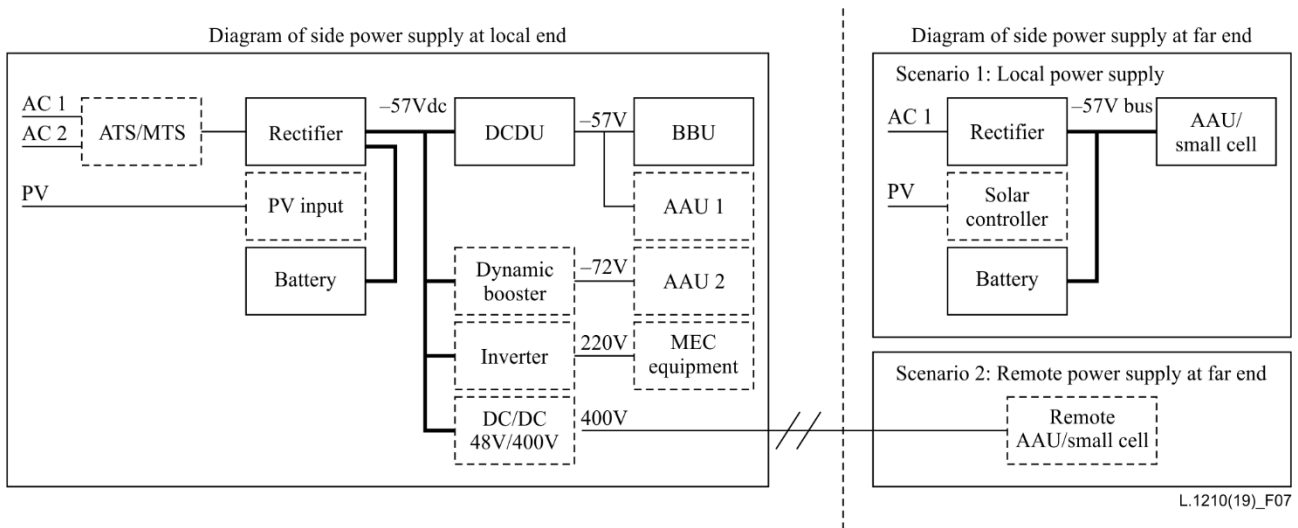 Diagram of side power supply at local end
AC 1
AC 2
ATS/MTS
Rectifier
–57Vdc
DCDU
–57V
BBU
PV
PV input
AAU 1
Battery
Dynamic
booster
–72V
AAU 2
Inverter
220V
MEC
equipment
DC/DC
48V/400V
400V
Diagram of side power supply at far end
Scenario 1: Local power supply
AC 1
Rectifier
–57V bus
AAU/
small cell
PV
Solar
controller
Battery
Scenario 2: Remote power supply at far end
Remote
AAU/small cell
L.1210(19)_F07